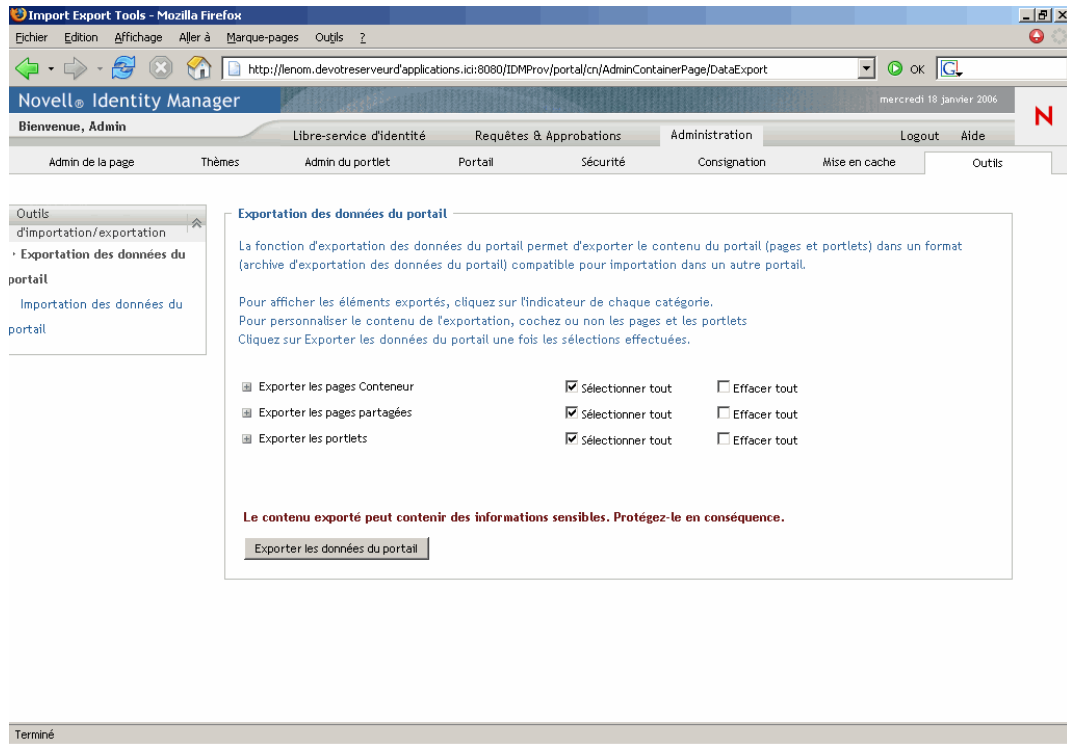 Import Export Tools - Mozilla Firefox
Fichier Edition Affichage Aller à Marque-pages Outils ?
http://lenom.devotreserveurd'applications.ici:8080/IDMProv/portal/cn/AdminContainerPage/DataExport OK G
Novell® Identity Manager mercredi 18 janvier 2006
N
Bienvenue, Admin
Libre-service d'identité Requêtes & Approbations Administration Logout Aide
Admin de la page Thèmes Admin du portlet Portail Sécurité Consignation Mise en cache Outils
Outils
d'importation/exportation
Exportation des données du
portail
Importation des données du
portail
Exportation des données du portail
La fonction d'exportation des données du portail permet d'exporter le contenu du portail (pages et portlets) dans un format
(archive d'exportation des données du portail) compatible pour importation dans un autre portail.
Pour afficher les éléments exportés, cliquez sur l'indicateur de chaque catégorie.
Pour personnaliser le contenu de l'exportation, cochez ou non les pages et les portlets
Cliquez sur Exporter les données du portail une fois les sélections effectuées.
Exporter les pages Conteneur Sélectionner tout Effacer tout
Exporter les pages partagées Sélectionner tout Effacer tout
Exporter les portlets Sélectionner tout Effacer tout
Le contenu exporté peut contenir des informations sensibles. Protégez-le en conséquence.
Exporter les données du portail
Terminé